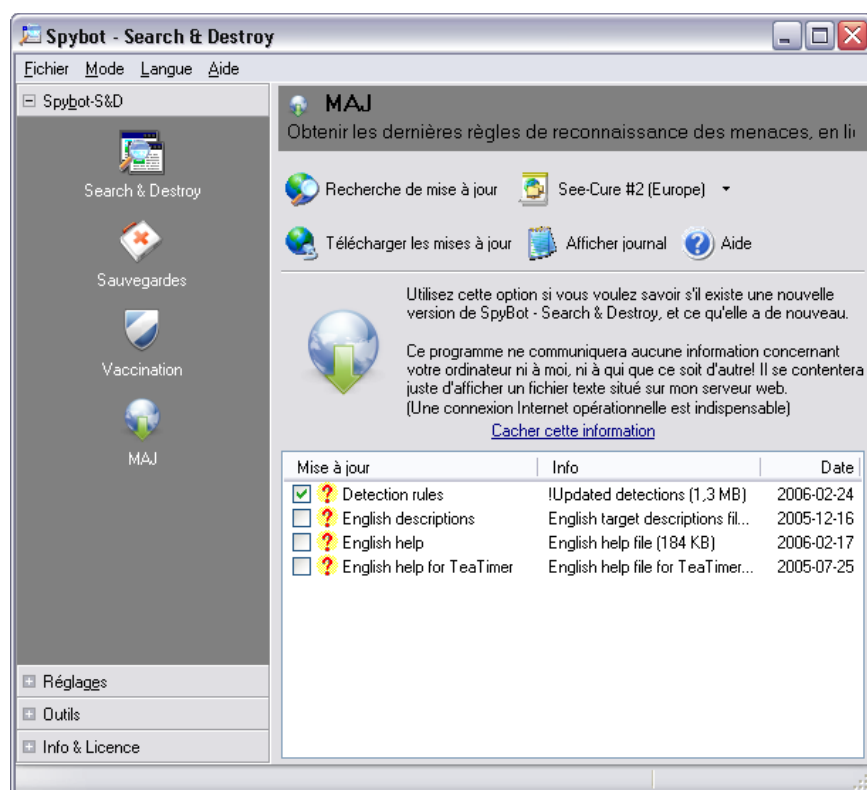 Spybot - Search & Destroy
Fichier Mode Langue Aide
Spybot-S&D
Search & Destroy
Sauvegardes
Vaccination
MAJ
Réglages
Outils
Info & Licence
MAJ
Obtenir les dernières règles de reconnaissance des menaces, en li
Recherche de mise à jour See-Cure #2 (Europe)
Télécharger les mises à jour Afficher journal Aide
Utilisez cette option si vous voulez savoir s'il existe une nouvelle
version de SpyBot - Search & Destroy, et ce qu'elle a de nouveau.
Ce programme ne communiquera aucune information concernant
votre ordinateur ni à moi, ni à qui que ce soit d'autre! Il se contentera
juste d'afficher un fichier texte situé sur mon serveur web.
(Une connexion Internet opérationnelle est indispensable)
Cacher cette information
Mise à jour Info Date
Detection rules !Updated detections (1,3 MB) 2006-02-24
English descriptions English target descriptions fil... 2005-12-16
English help English help file (184 KB) 2006-02-17
English help for TeaTimer English help file for TeaTimer... 2005-07-25